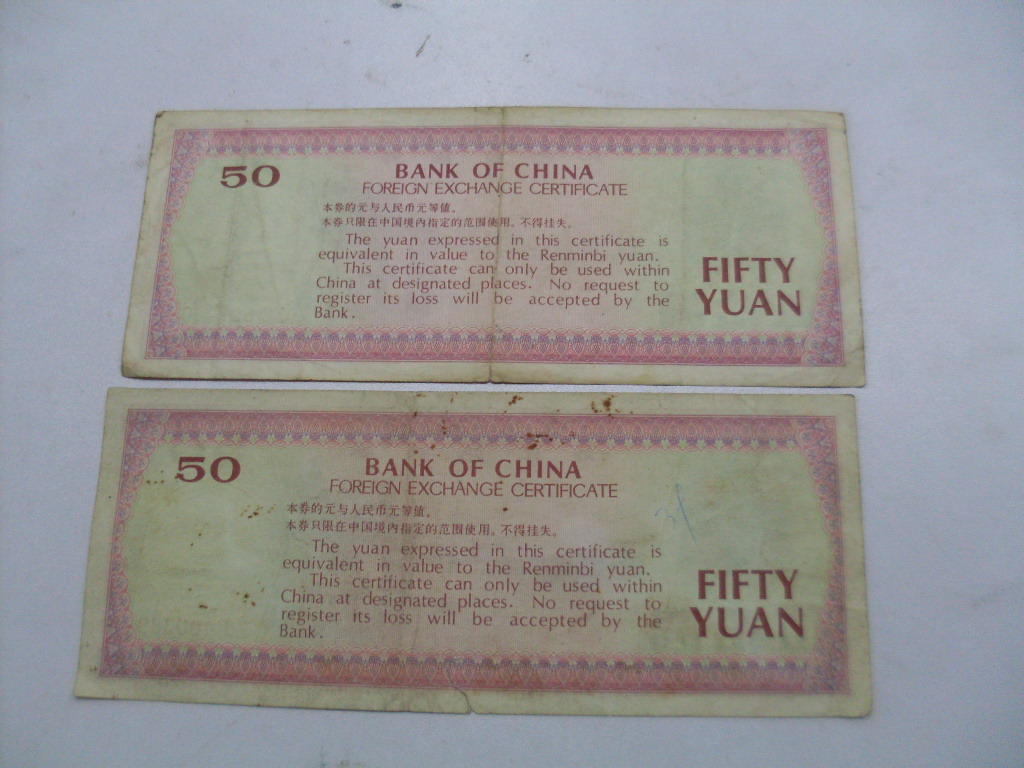 50
BANK OF CHINA
FOREIGN EXCHANGE CERTIFICATE
本券的元与人民币元等值。
本券只限在中国境内指定的范围使用。不得挂失。
The yuan expressed in this certificate is
equivalent in value to the Renminbi yuan.
This certificate can only be used within
China at designated places. No request to
register its loss will be accepted by the
Bank.
FIFTY
YUAN
50
BANK OF CHINA
FOREIGN EXCHANGE CERTIFICATE
本券的元与人民币元等值。
本券只限在中国境内指定的范围使用。不得挂失。
The yuan expressed in this certificate is
equivalent in value to the Renminbi yuan.
This certificate can only be used within
China at designated places. No request to
register its loss will be accepted by the
Bank.
FIFTY
YUAN